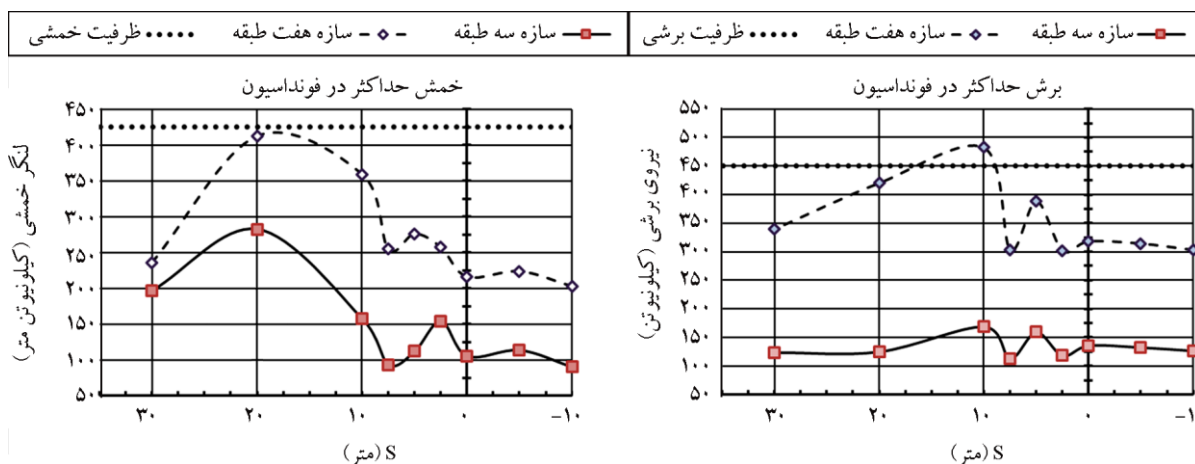 سازه سه طبقه سازه هفت طبقه ظرفیت برشی
برش حداکثر در فونداسیون
نیروی برشی (کیلونیوتن)
۵۵۰
۵۰۰
۴۵۰
۴۰۰
۳۵۰
۳۰۰
۲۵۰
۲۰۰
۱۵۰
۱۰۰
۵۰
۳۰ ۲۰ ۱۰ ۰ -۱۰
S (متر)
سازه سه طبقه سازه هفت طبقه ظرفیت خمشی
خمش حداکثر در فونداسیون
لنگر خمشی (کیلونیوتن متر)
۴۵۰
۴۰۰
۳۵۰
۳۰۰
۲۵۰
۲۰۰
۱۵۰
۱۰۰
۵۰
۳۰ ۲۰ ۱۰ ۰ -۱۰
S (متر)